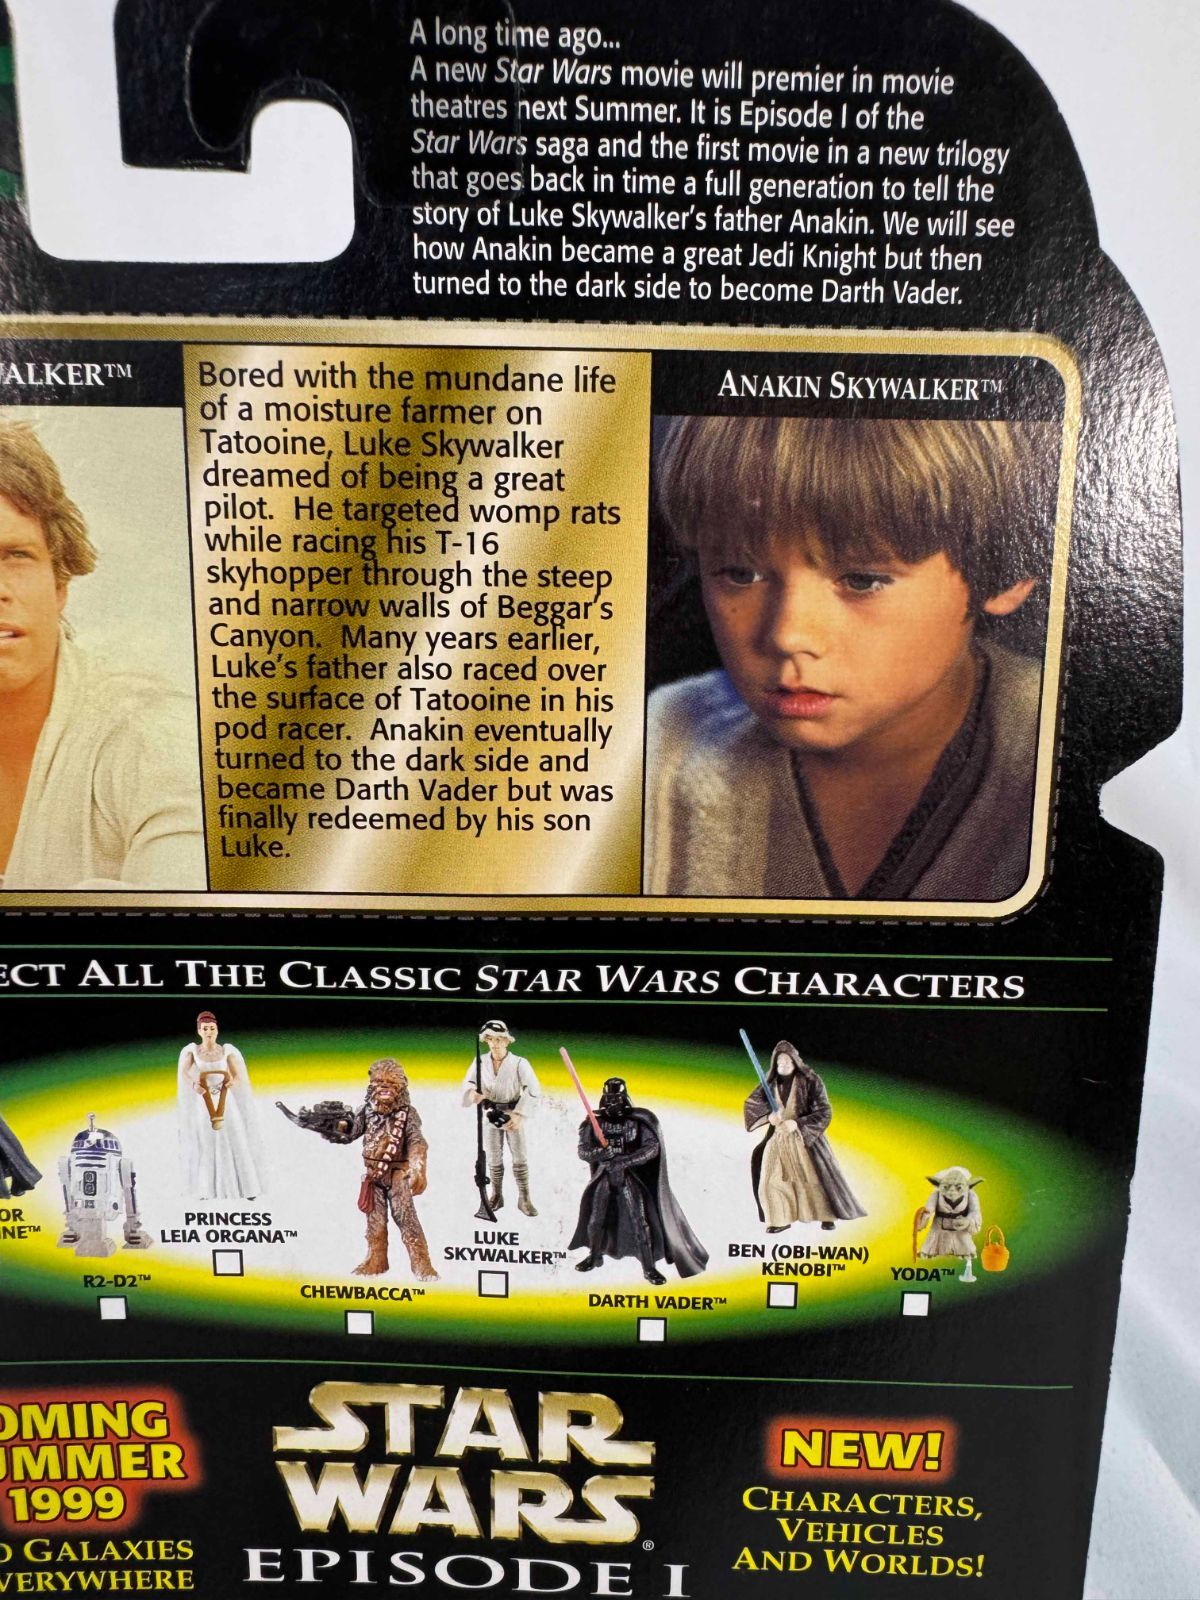 A long time ago...
A new Star Wars movie will premier in movie
theatres next Summer. It is Episode I of the
Star Wars saga and the first movie in a new trilogy
that goes back in time a full generation to tell the
story of Luke Skywalker's father Anakin. We will see
how Anakin became a great Jedi Knight but then
turned to the dark side to become Darth Vader.
WALKER™
Bored with the mundane life
of a moisture farmer on
Tatooine, Luke Skywalker
dreamed of being a great
pilot. He targeted womp rats
while racing his T-16
skyhopper through the steep
and narrow walls of Beggar's
Canyon. Many years earlier,
Luke's father also raced over
the surface of Tatooine in his
pod racer. Anakin eventually
turned to the dark side and
became Darth Vader but was
finally redeemed by his son
Luke.
ANAKIN SKYWALKER™
ECT ALL THE CLASSIC STAR WARS CHARACTERS
OR
INE™
R2-D2™
PRINCESS
LEIA ORGANA™
CHEWBACCA™
LUKE
SKYWALKER™
DARTH VADER™
BEN (OBI-WAN)
KENOBI™
YODA™
OMING
UMMER
1999
O GALAXIES
VERYWHERE
STAR
WARS®
EPISODE I
NEW!
CHARACTERS,
VEHICLES
AND WORLDS!